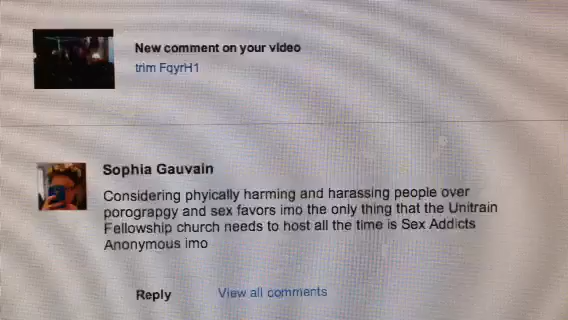 New comment on your video
trim FqyrH1
Sophia Gauvain
Considering phyically harming and harassing people over
porograpgy and sex favors imo the only thing that the Unitrain
Fellowship church needs to host all the time is Sex Addicts
Anonymous imo
Reply View all comments